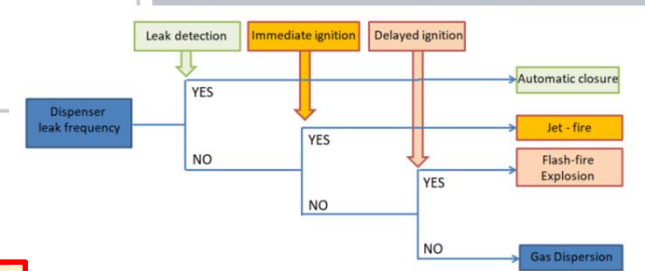 Leak detection
Immediate ignition
Delayed ignition
Automatic closure
YES
Dispenser
leak frequency
Jet - fire
YES
NO
Flash-fire
Explosion
YES
NO
NO
Gas Dispersion